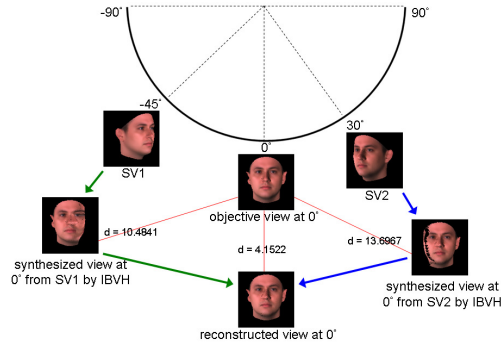 -90°
90°
-45°
30°
0°
SV1
SV2
objective view at 0°
d = 10.4841
d = 4.1522
d = 13.6967
synthesized view at
0° from SV1 by IBVH
synthesized view at
0° from SV2 by IBVH
reconstructed view at 0°